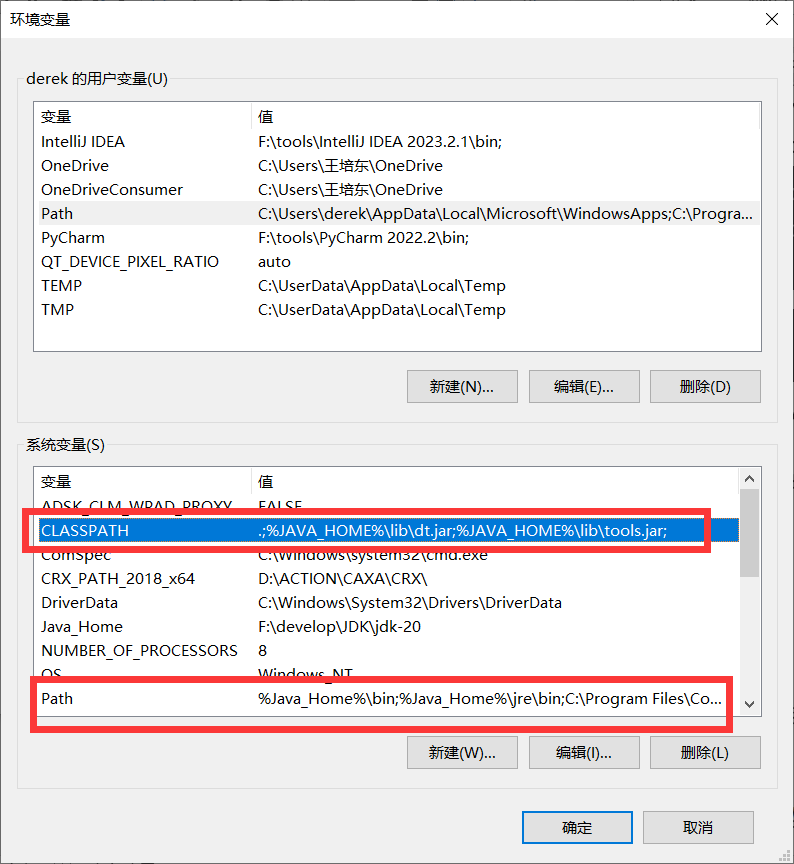 环境变量
derek 的用户变量(U)
变量 值
IntelliJ IDEA F:\tools\IntelliJ IDEA 2023.2.1\bin;
OneDrive C:\Users\王培东\OneDrive
OneDriveConsumer C:\Users\王培东\OneDrive
Path C:\Users\derek\AppData\Local\Microsoft\WindowsApps;C:\Progra...
PyCharm F:\tools\PyCharm 2022.2\bin;
QT_DEVICE_PIXEL_RATIO auto
TEMP C:\UserData\AppData\Local\Temp
TMP C:\UserData\AppData\Local\Temp
新建(N)... 编辑(E)... 删除(D)
系统变量(S)
变量 值
ADSK_CLM_WPAD_PROXY FALSE
CLASSPATH .;%JAVA_HOME%\lib\dt.jar;%JAVA_HOME%\lib\tools.jar;
ComSpec C:\Windows\system32\cmd.exe
CRX_PATH_2018_x64 D:\ACTION\CAXA\CRX\
DriverData C:\Windows\System32\Drivers\DriverData
Java_Home F:\develop\JDK\jdk-20
NUMBER_OF_PROCESSORS 8
OS Windows_NT
Path %Java_Home%\bin;%Java_Home%\jre\bin;C:\Program Files\Co...
新建(W)... 编辑(I)... 删除(L)
确定 取消